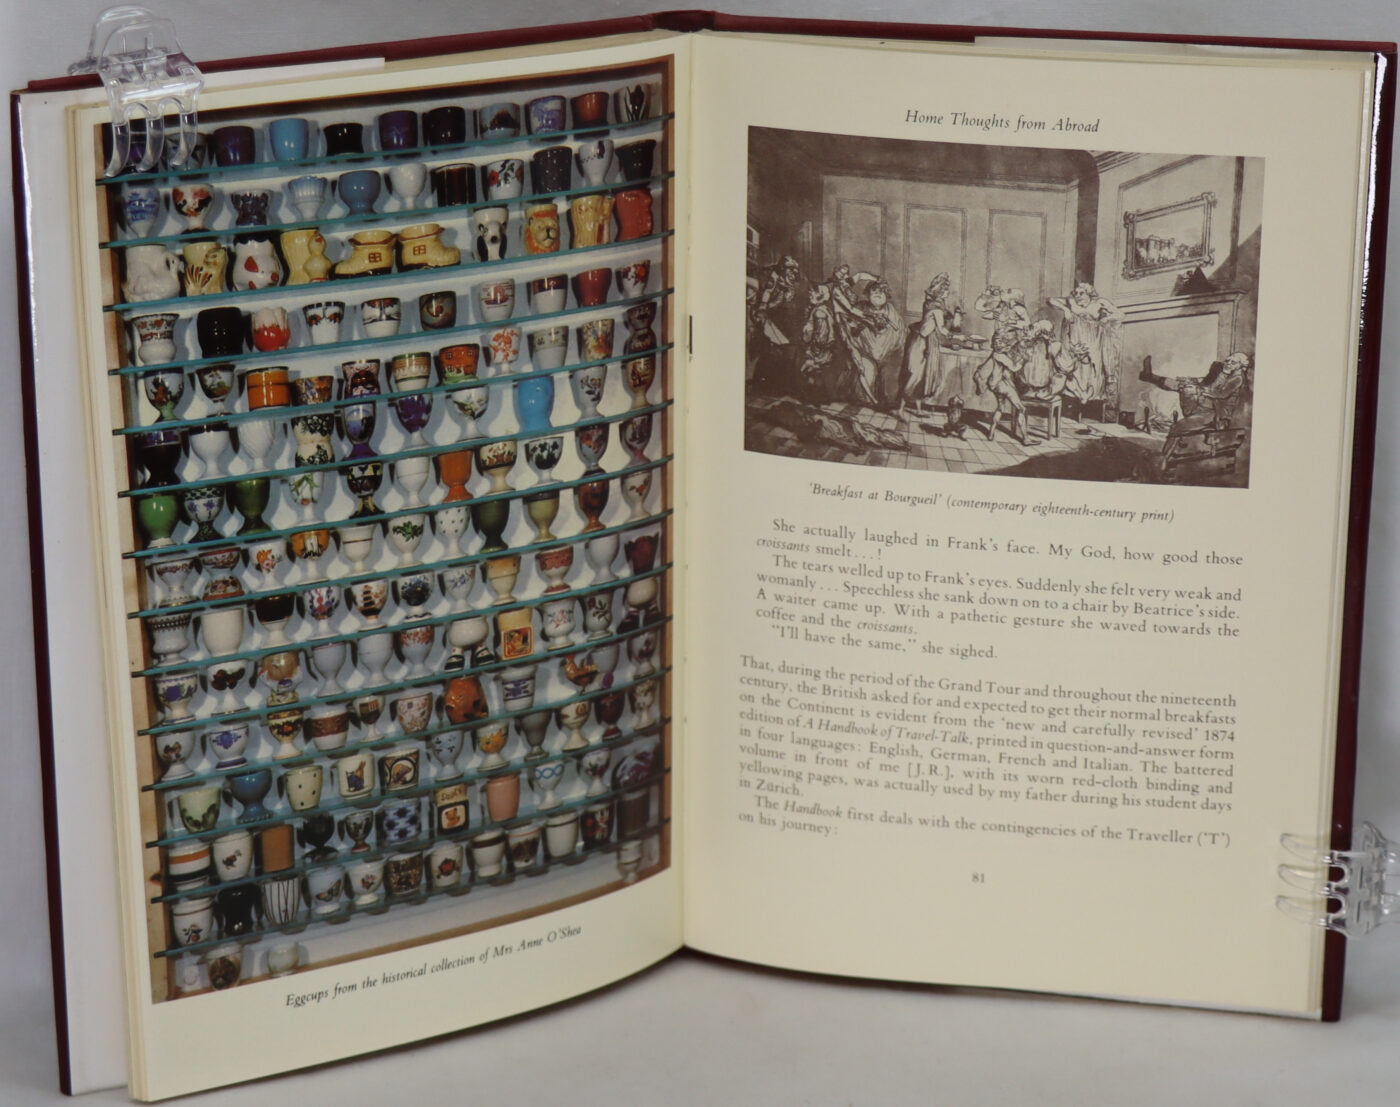 Eggcups from the historical collection of Mrs Anne O'Shea
Home Thoughts from Abroad
'Breakfast at Bourgueil' (contemporary eighteenth-century print)
She actually laughed in Frank's face. My God, how good those
croissants smelt...!
The tears welled up to Frank's eyes. Suddenly she felt very weak and
womanly... Speechless she sank down on to a chair by Beatrice's side.
A waiter came up. With a pathetic gesture she waved towards the
coffee and the croissants.
"I'll have the same," she sighed.
That, during the period of the Grand Tour and throughout the nineteenth
century, the British asked for and expected to get their normal breakfasts
on the Continent is evident from the 'new and carefully revised' 1874
edition of A Handbook of Travel-Talk, printed in question-and-answer form
in four languages: English, German, French and Italian. The battered
volume in front of me [J.R.], with its worn red-cloth binding and
yellowing pages, was actually used by my father during his student days
in Zürich.
The Handbook first deals with the contingencies of the Traveller ('T')
on his journey:
81